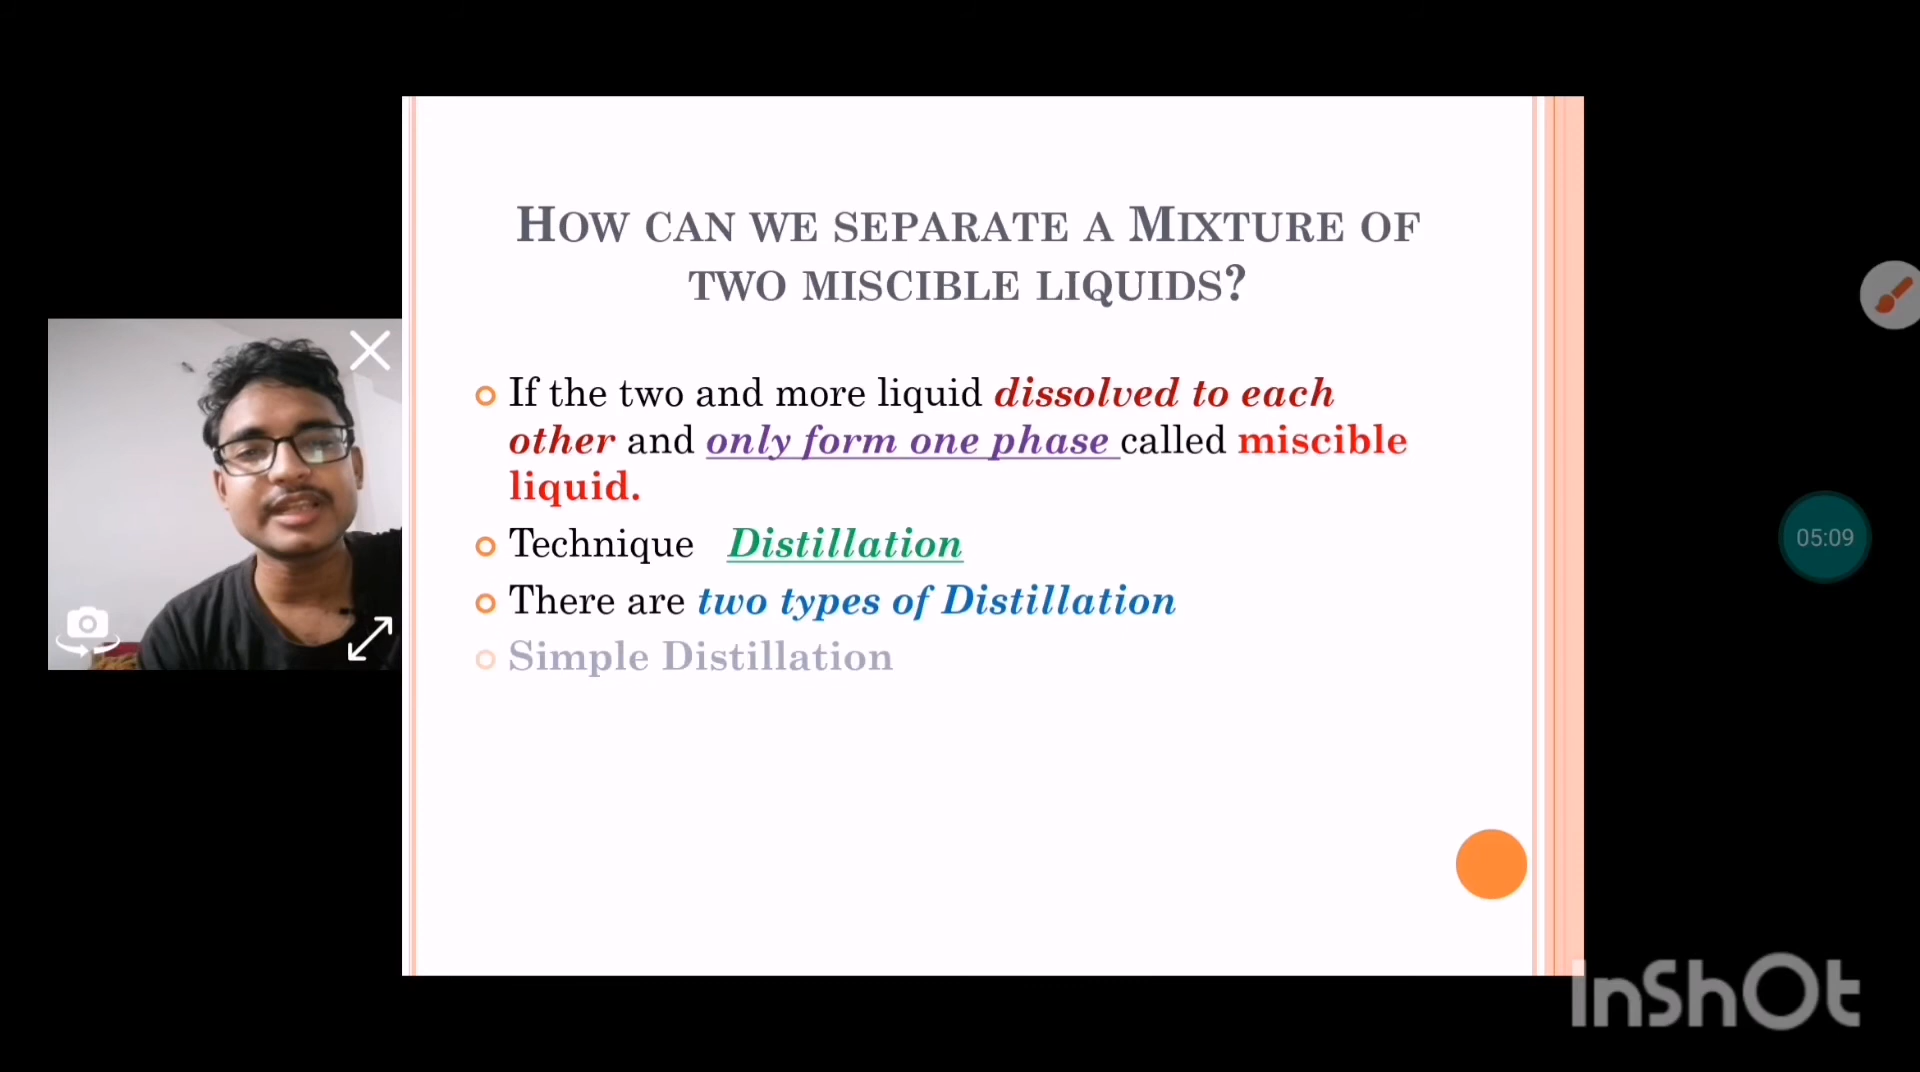 How can we separate a Mixture of
two miscible liquids?
If the two and more liquid dissolved to each
other and only form one phase called miscible
liquid.
Technique Distillation
There are two types of Distillation
Simple Distillation
05:09
InShOt